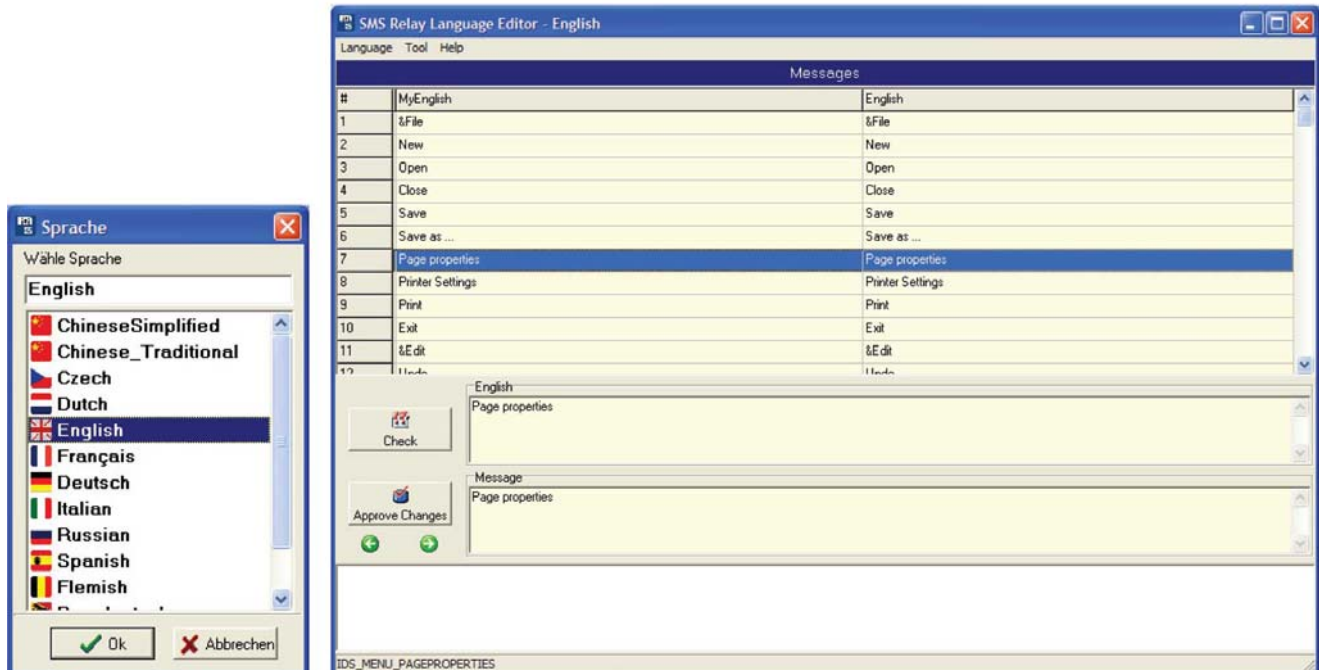 Sprache
Wähle Sprache
English
ChineseSimplified
Chinese_Traditional
Czech
Dutch
English
Français
Deutsch
Italian
Russian
Spanish
Flemish
Ok Abbrechen
SMS Relay Language Editor - English
Language Tool Help
Messages
# MyEnglish English
1 &File &File
2 New New
3 Open Open
4 Close Close
5 Save Save
6 Save as ... Save as ...
7 Page properties Page properties
8 Printer Settings Printer Settings
9 Print Print
10 Exit Exit
11 &Edit &Edit
12 Undo Undo
English
Page properties
Check
Message
Page properties
Approve Changes
IDS_MENU_PAGEPROPERTIES